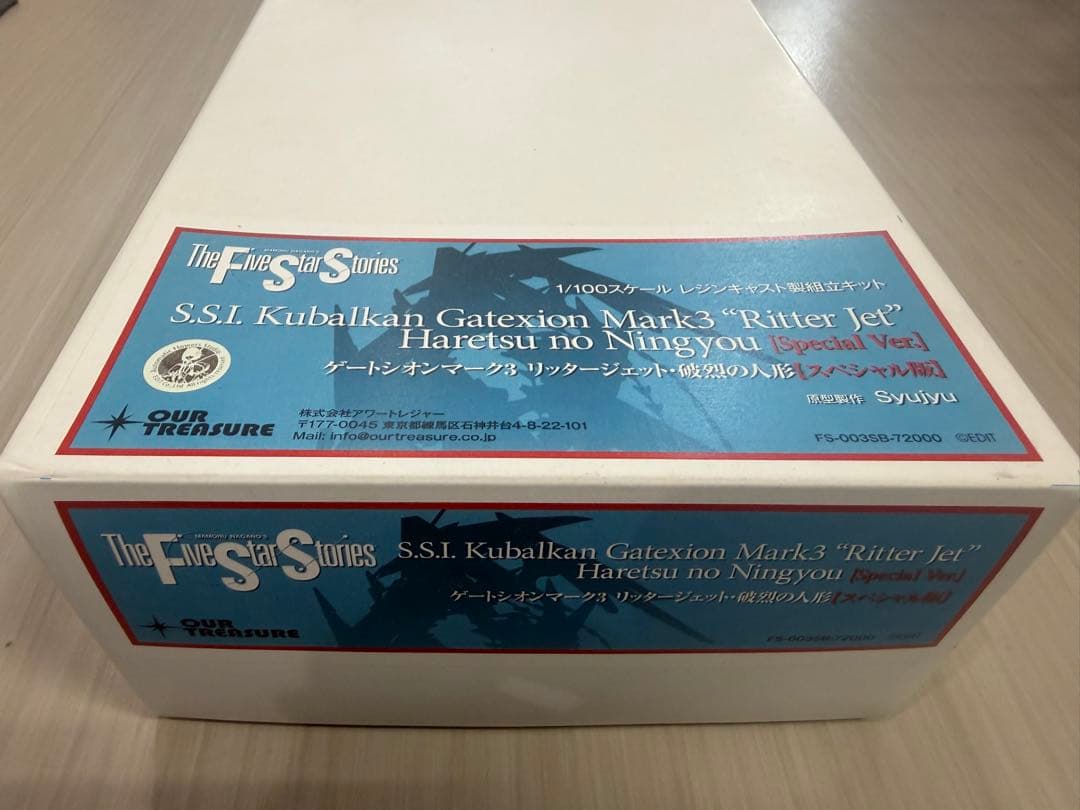 MAMORU NAGANO'S
The Five Star Stories
1/100スケール レジンキャスト製組立キット
S.S.I. Kubalkan Gatexion Mark3 “Ritter Jet”
Haretsu no Ningyou [Special Ver.]
ゲートシオンマーク3 リッタージェット・破烈の人形[スペシャル版]
原型製作 Syujyu
OUR
TREASURE
株式会社アワートレジャー
〒177-0045 東京都練馬区石神井台4-8-22-101
Mail: info@ourtreasure.co.jp
FS-003SB-72000 ©EDIT
MAMORU NAGANO'S
The Five Star Stories
S.S.I. Kubalkan Gatexion Mark3 “Ritter Jet”
Haretsu no Ningyou [Special Ver.]
ゲートシオンマーク3 リッタージェット・破烈の人形[スペシャル版]
OUR
TREASURE
FS-003SB-72000 ©EDIT